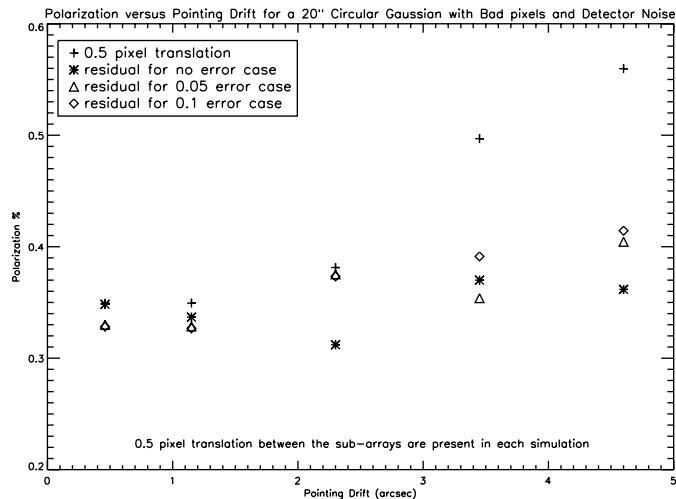 Polarization versus Pointing Drift for a 20" Circular Gaussian with Bad pixels and Detector Noise
0.6
0.5 pixel translation
residual for no error case
residual for 0.05 error case
residual for 0.1 error case
0.5
Polarization %
0.4
0.3
0.5 pixel translation between the sub-arrays are present in each simulation
0.2
0 1 2 3 4 5
Pointing Drift (arcsec)